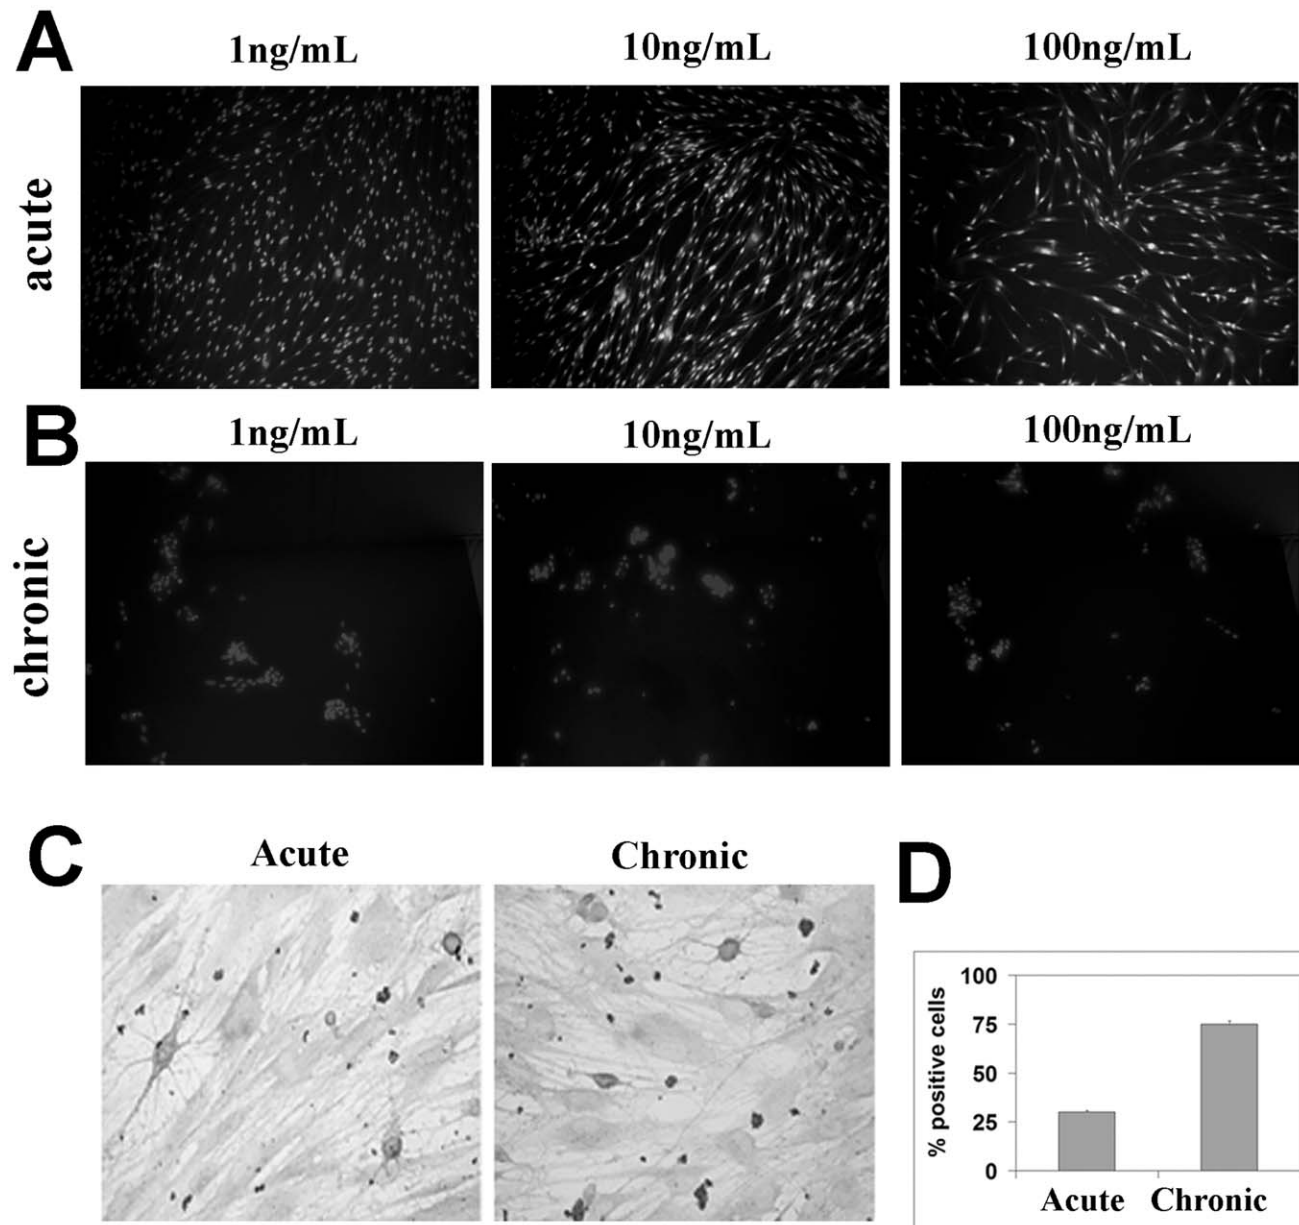 A
1ng/mL 10ng/mL 100ng/mL
acute
B
1ng/mL 10ng/mL 100ng/mL
chronic
C
Acute Chronic
D
% positive cells
100
75
50
25
0
Acute Chronic